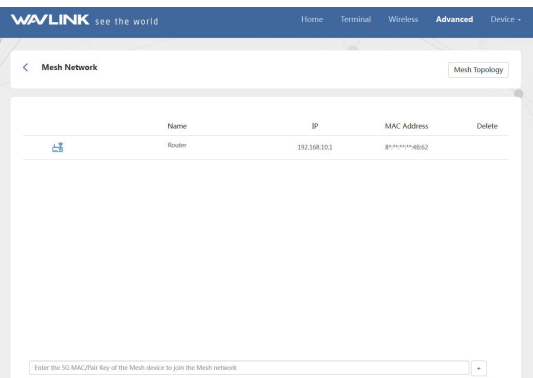 WAVLINK see the world Home Terminal Wireless Advanced Device
Mesh Network Mesh Topology
Name IP MAC Address Delete
Router 192.168.10.1 8*:**:**:**:4B:62
Enter the 5G MAC/Pair Key of the Mesh device to join the Mesh network +